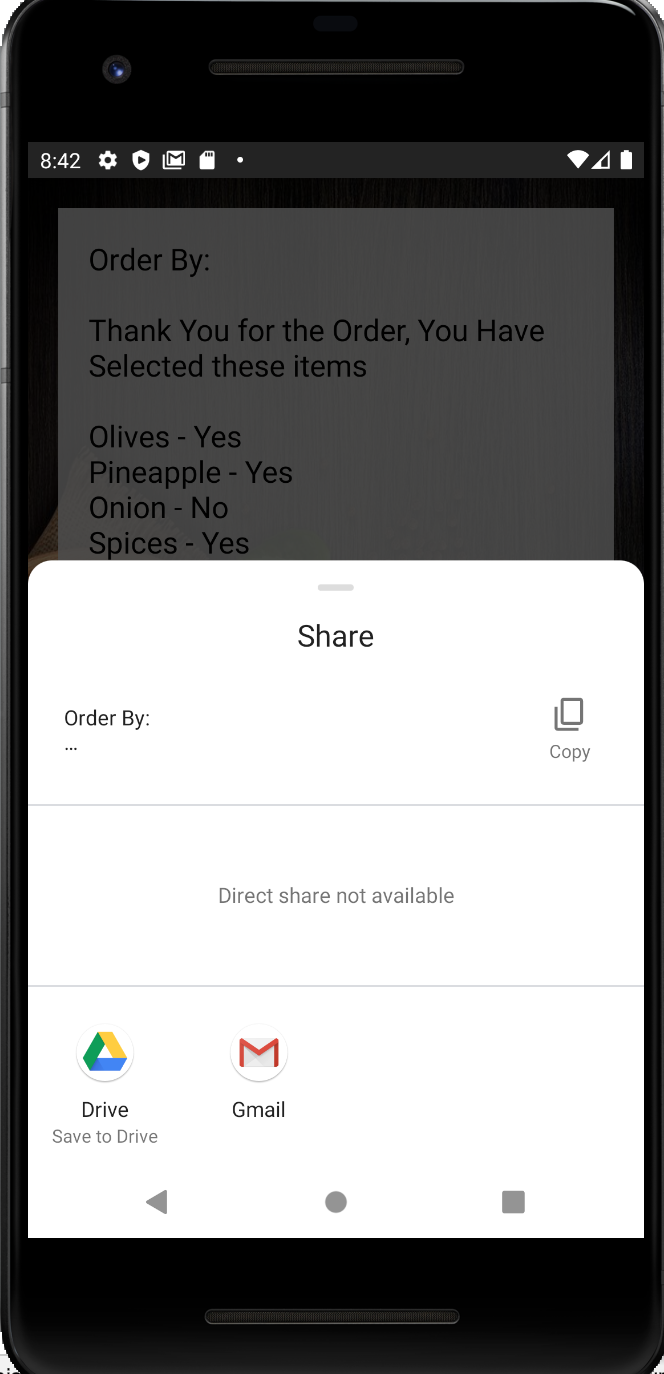 8:42
Order By:
Thank You for the Order, You Have
Selected these items
Olives - Yes
Pineapple - Yes
Onion - No
Spices - Yes
Share
Order By:
...
Copy
Direct share not available
Drive
Gmail
Save to Drive